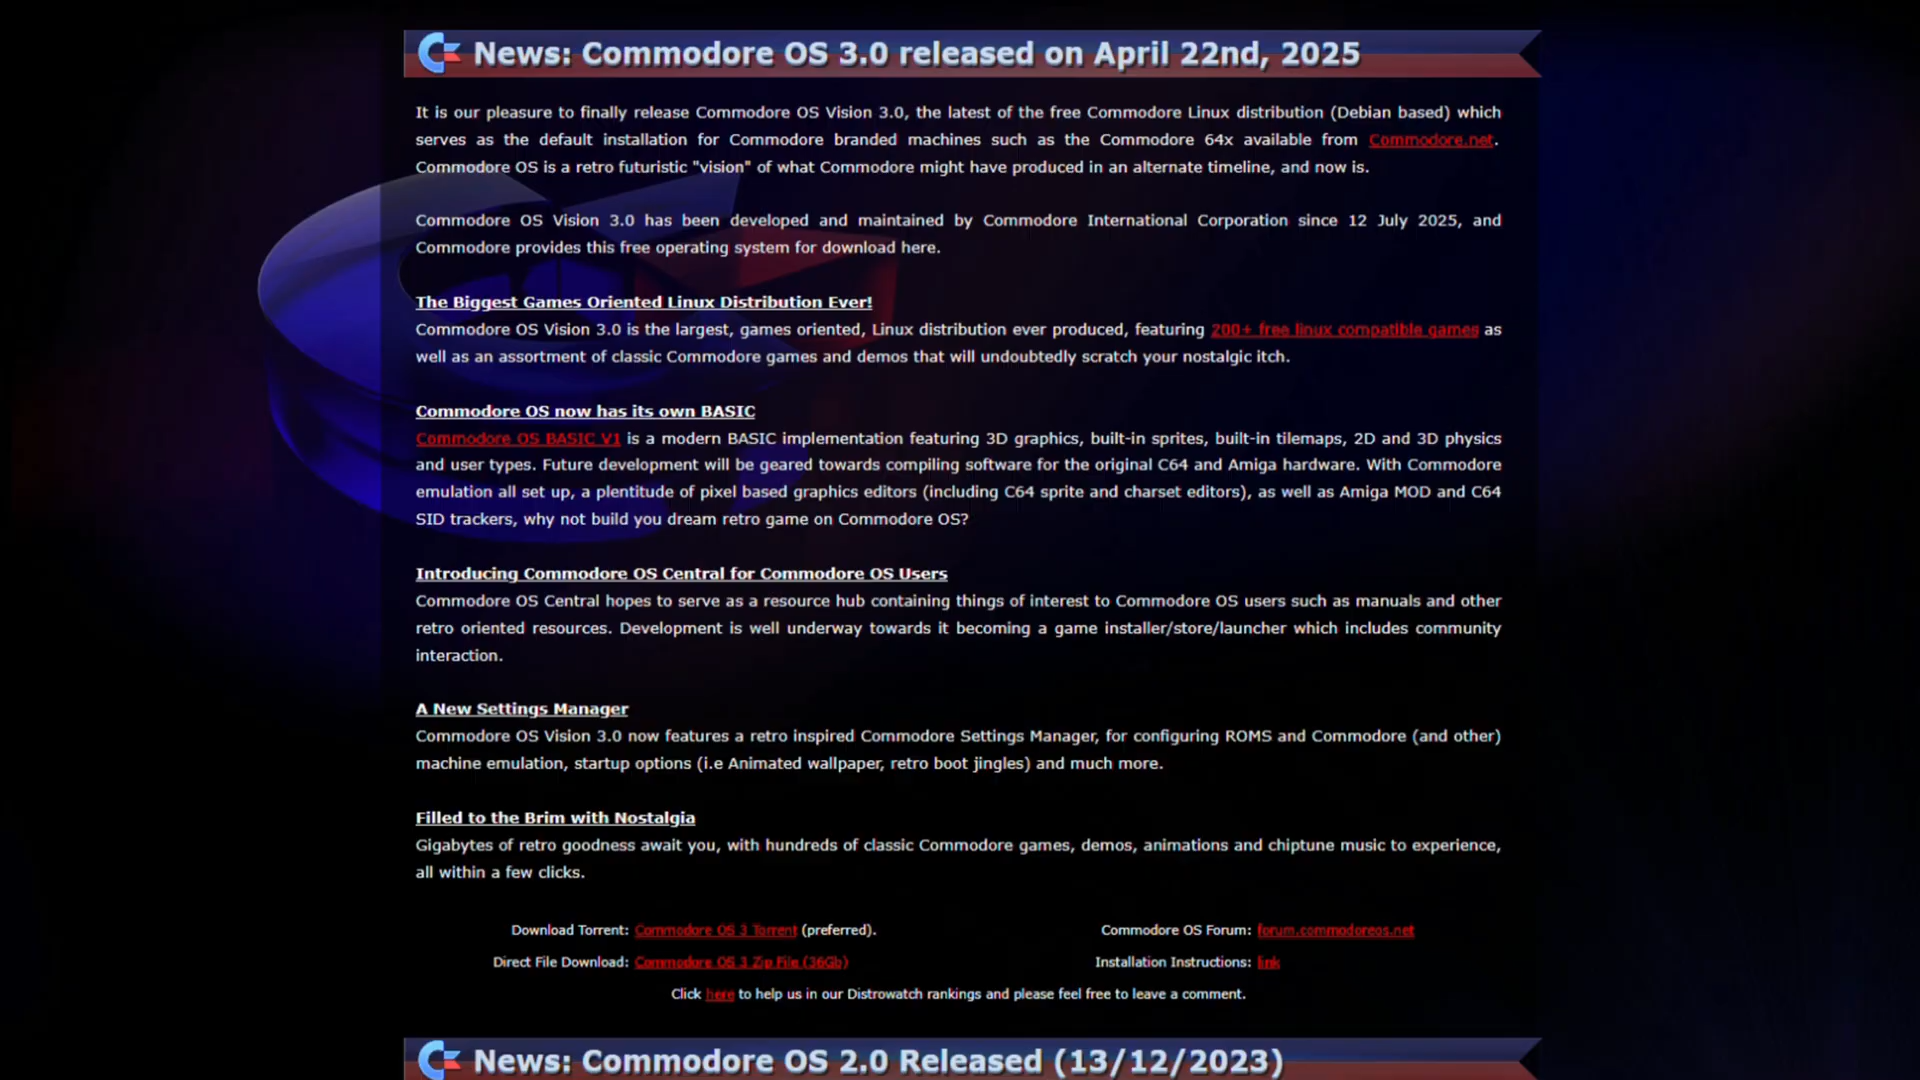 News: Commodore OS 3.0 released on April 22nd, 2025
It is our pleasure to finally release Commodore OS Vision 3.0, the latest of the free Commodore Linux distribution (Debian based) which
serves as the default installation for Commodore branded machines such as the Commodore 64x available from Commodore.net.
Commodore OS is a retro futuristic "vision" of what Commodore might have produced in an alternate timeline, and now is.
Commodore OS Vision 3.0 has been developed and maintained by Commodore International Corporation since 12 July 2025, and
Commodore provides this free operating system for download here.
The Biggest Games Oriented Linux Distribution Ever!
Commodore OS Vision 3.0 is the largest, games oriented, Linux distribution ever produced, featuring 200+ free linux compatible games as
well as an assortment of classic Commodore games and demos that will undoubtedly scratch your nostalgic itch.
Commodore OS now has its own BASIC
Commodore OS BASIC V1 is a modern BASIC implementation featuring 3D graphics, built-in sprites, built-in tilemaps, 2D and 3D physics
and user types. Future development will be geared towards compiling software for the original C64 and Amiga hardware. With Commodore
emulation all set up, a plentitude of pixel based graphics editors (including C64 sprite and charset editors), as well as Amiga MOD and C64
SID trackers, why not build you dream retro game on Commodore OS?
Introducing Commodore OS Central for Commodore OS Users
Commodore OS Central hopes to serve as a resource hub containing things of interest to Commodore OS users such as manuals and other
retro oriented resources. Development is well underway towards it becoming a game installer/store/launcher which includes community
interaction.
A New Settings Manager
Commodore OS Vision 3.0 now features a retro inspired Commodore Settings Manager, for configuring ROMS and Commodore (and other)
machine emulation, startup options (i.e Animated wallpaper, retro boot jingles) and much more.
Filled to the Brim with Nostalgia
Gigabytes of retro goodness await you, with hundreds of classic Commodore games, demos, animations and chiptune music to experience,
all within a few clicks.
Download Torrent: Commodore OS 3 Torrent (preferred). Commodore OS Forum: forum.commodoreos.net
Direct File Download: Commodore OS 3 Zip File (36Gb) Installation Instructions: link
Click here to help us in our Distrowatch rankings and please feel free to leave a comment.
News: Commodore OS 2.0 Released (13/12/2023)